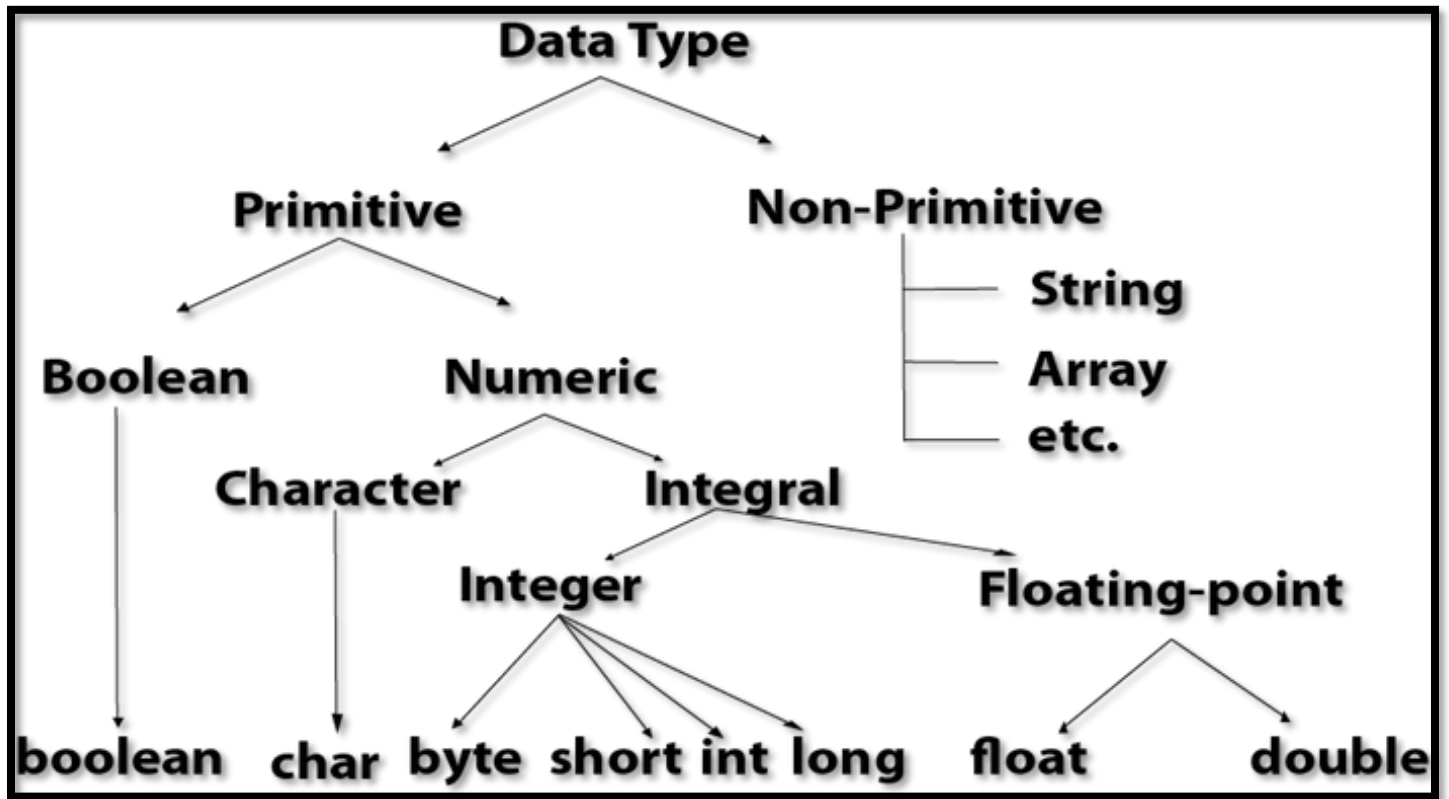 Data Type
Primitive
Non-Primitive
String
Array
etc.
Boolean
Numeric
Character
Integral
Integer
Floating-point
boolean
char
byte
short
int
long
float
double